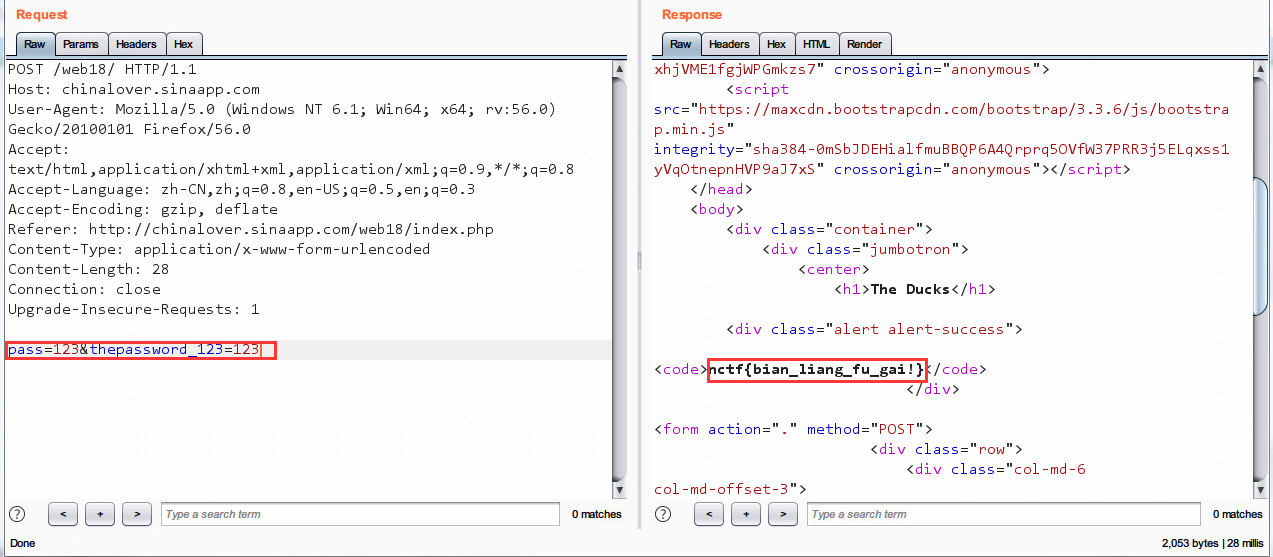 Request
Raw Params Headers Hex
POST /web18/ HTTP/1.1
Host: chinalover.sinaapp.com
User-Agent: Mozilla/5.0 (Windows NT 6.1; Win64; x64; rv:56.0)
Gecko/20100101 Firefox/56.0
Accept:
text/html,application/xhtml+xml,application/xml;q=0.9,*/*;q=0.8
Accept-Language: zh-CN,zh;q=0.8,en-US;q=0.5,en;q=0.3
Accept-Encoding: gzip, deflate
Referer: http://chinalover.sinaapp.com/web18/index.php
Content-Type: application/x-www-form-urlencoded
Content-Length: 28
Connection: close
Upgrade-Insecure-Requests: 1
pass=123&thepassword_123=123
? < + > Type a search term 0 matches
Response
Raw Headers Hex HTML Render
xhjVME1fgjWPGmkzs7" crossorigin="anonymous">
<script
src="https://maxcdn.bootstrapcdn.com/bootstrap/3.3.6/js/bootstra
p.min.js"
integrity="sha384-0mSbJDEHialfmuBBQP6A4Qrprq5OVfW37PRR3j5ELqxss1
yVqOtnepnHVP9aJ7xS" crossorigin="anonymous"></script>
</head>
<body>
<div class="container">
<div class="jumbotron">
<center>
<h1>The Ducks</h1>
<div class="alert alert-success">
<code>nctf{bian_liang_fu_gai!}</code>
</div>
<form action="." method="POST">
<div class="row">
<div class="col-md-6
col-md-offset-3">
? < + > Type a search term 0 matches
Done 2,053 bytes | 28 millis